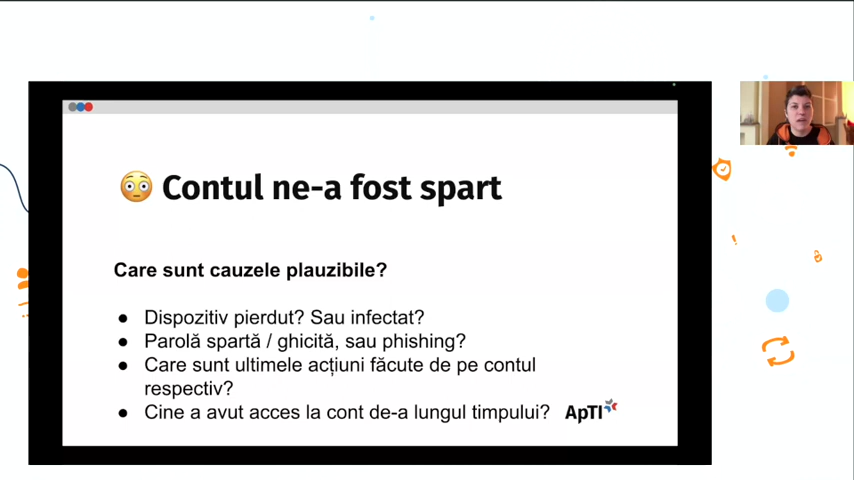 Contul ne-a fost spart
Care sunt cauzele plauzibile?
● Dispozitiv pierdut? Sau infectat?
● Parolă spartă / ghicită, sau phishing?
● Care sunt ultimele acțiuni făcute de pe contul
respectiv?
● Cine a avut acces la cont de-a lungul timpului?
ApTI